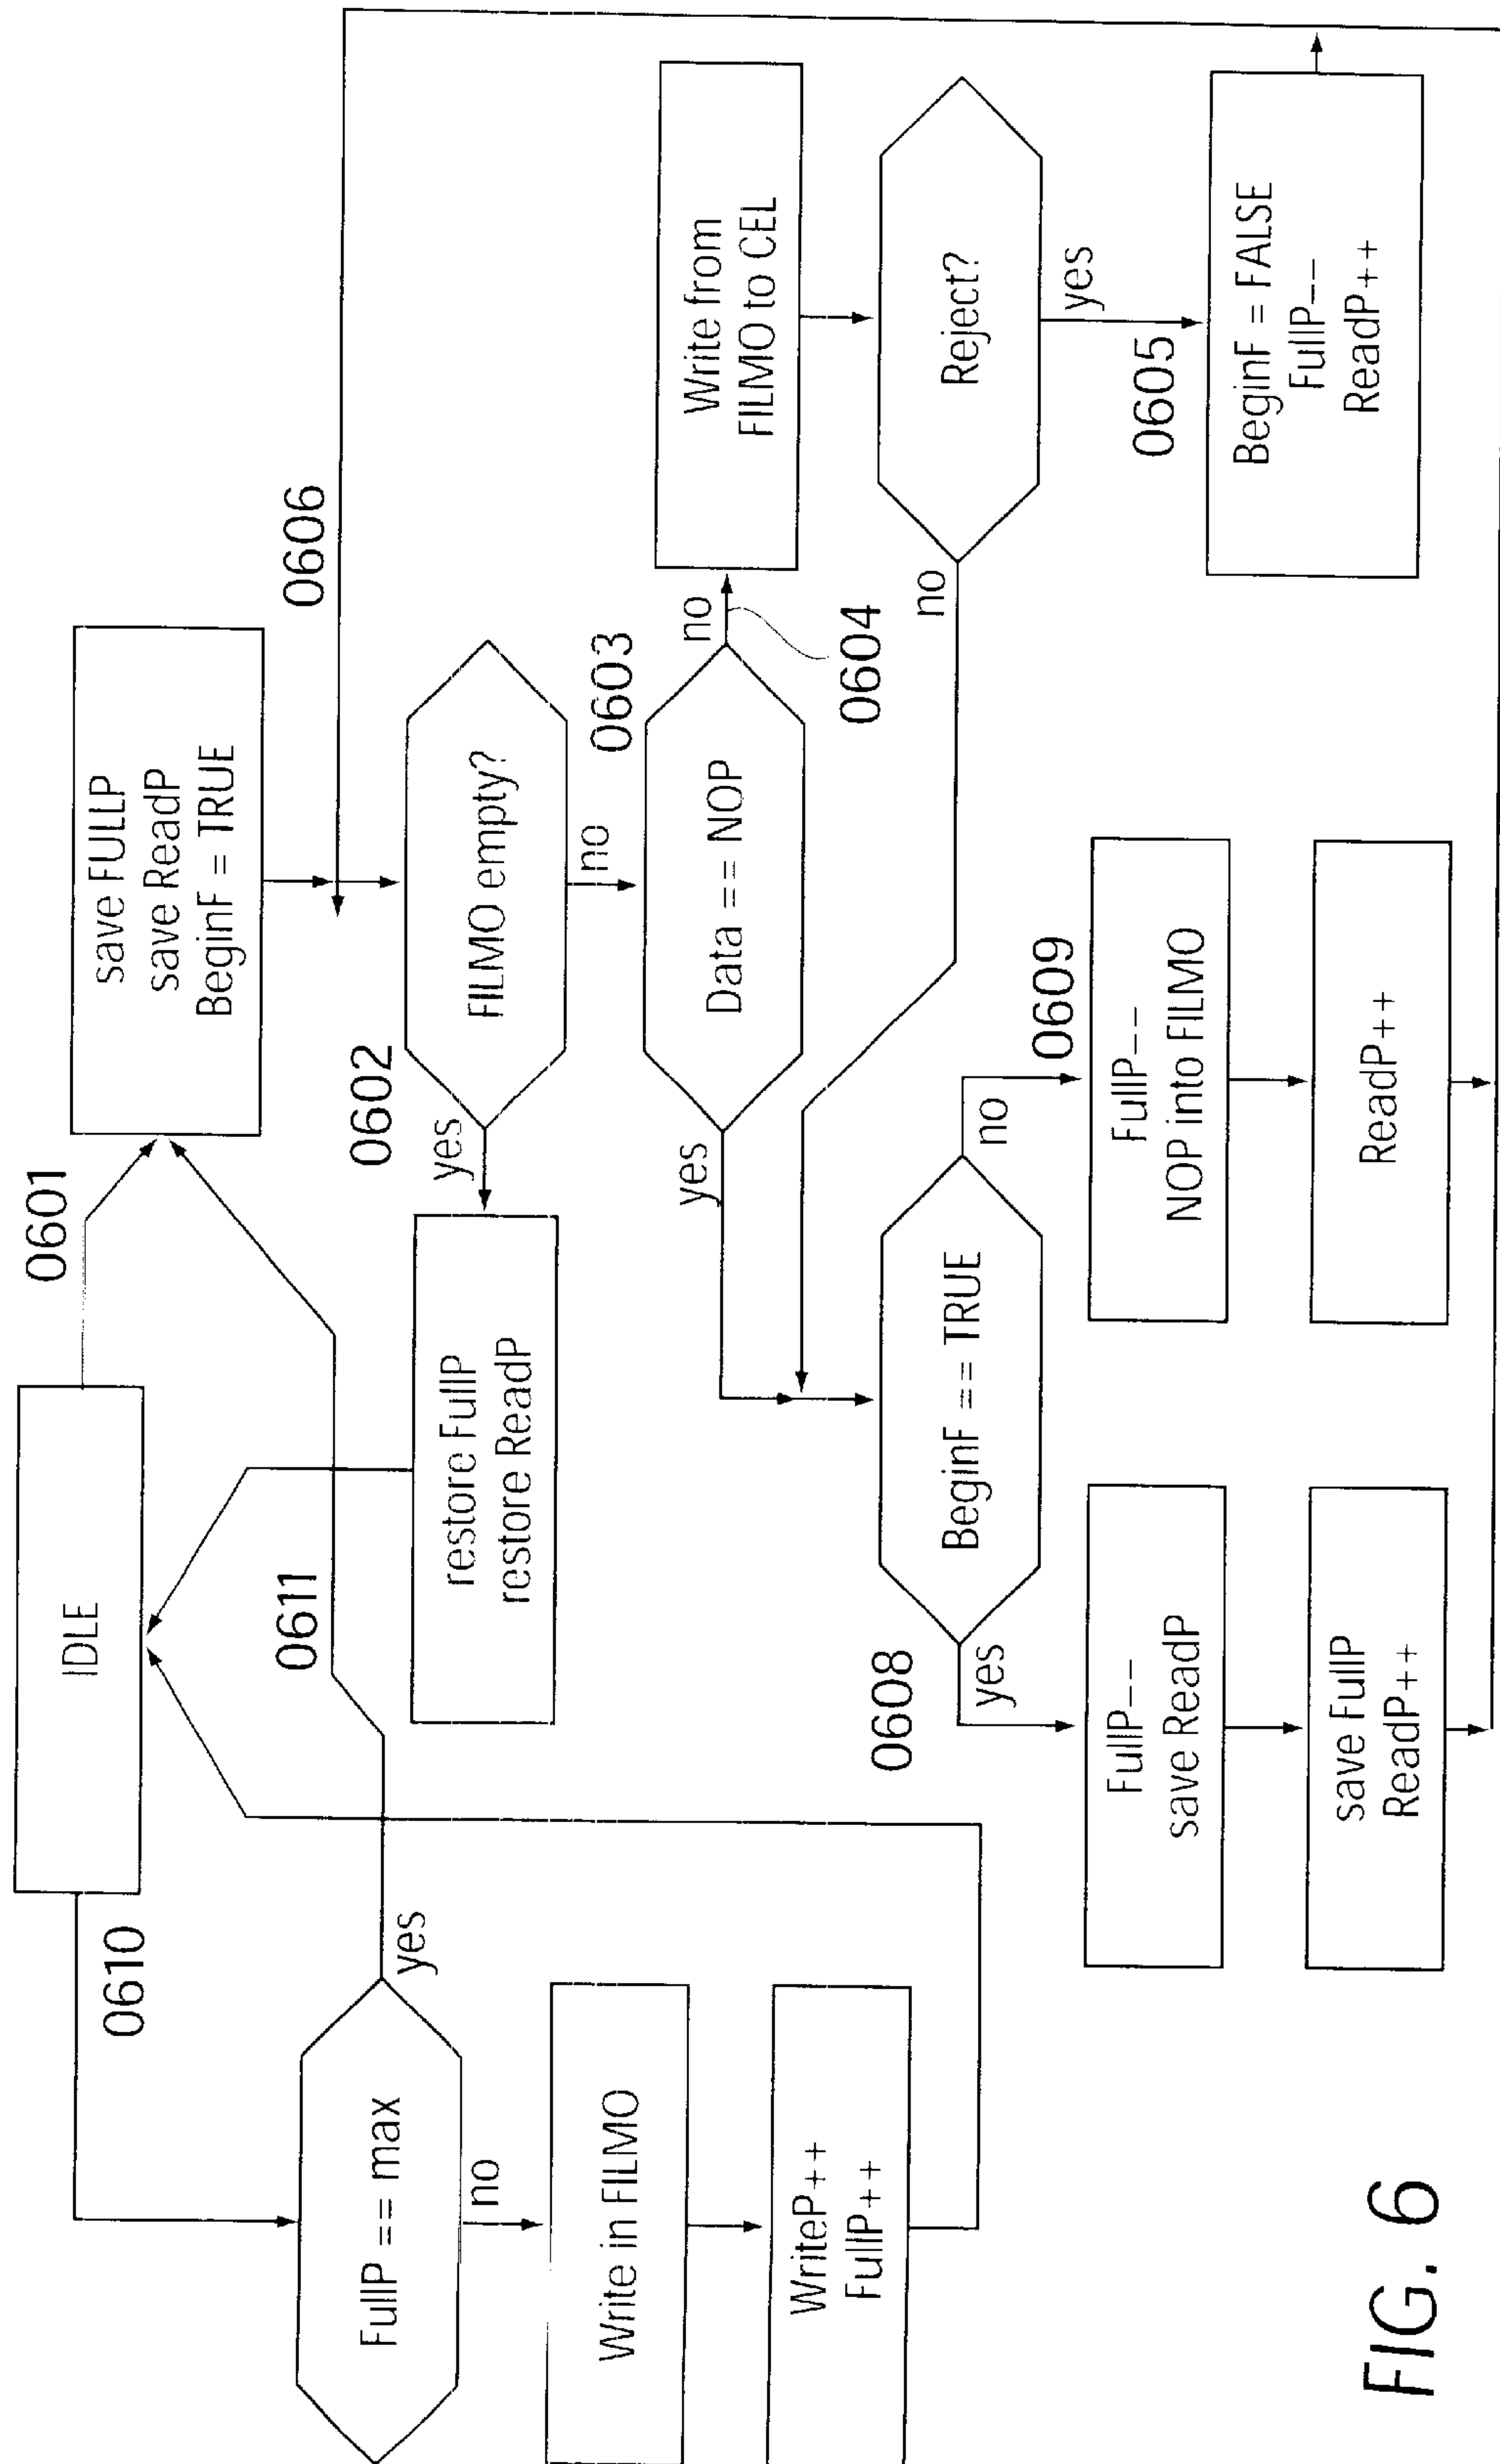 IDLE
0610
0601
FullP == max
yes
no
Write in FILMO
WriteP++
FullP++
0611
save FULLP
save ReadP
BeginF = TRUE
0606
0602
FILMO empty?
yes
no
restore FullP
restore ReadP
0603
Data == NOP
yes
no
0604
Write from
FILMO to CEL
Reject?
no
yes
0605
BeginF = FALSE
FullP--
ReadP++
BeginF == TRUE
0608
yes
no
0609
FullP--
save ReadP
save FullP
ReadP++
FullP--
NOP into FILMO
ReadP++
FIG. 6